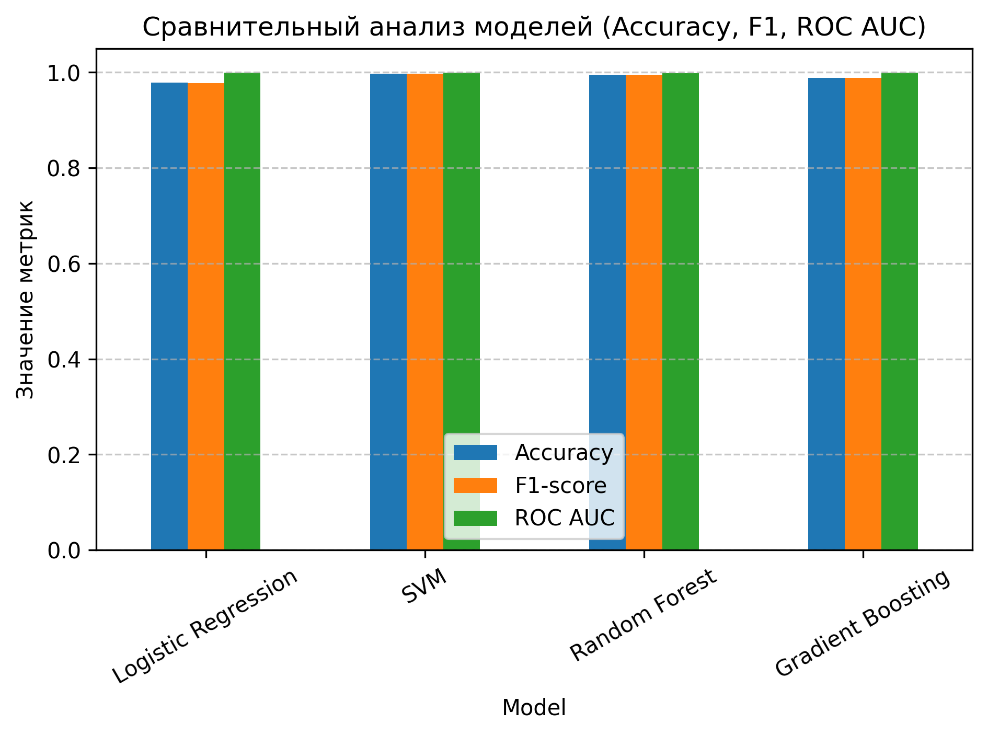 Сравнительный анализ моделей (Accuracy, F1, ROC AUC)
Значение метрик
1.0
0.8
0.6
0.4
0.2
0.0
Accuracy
F1-score
ROC AUC
Logistic Regression
SVM
Random Forest
Gradient Boosting
Model